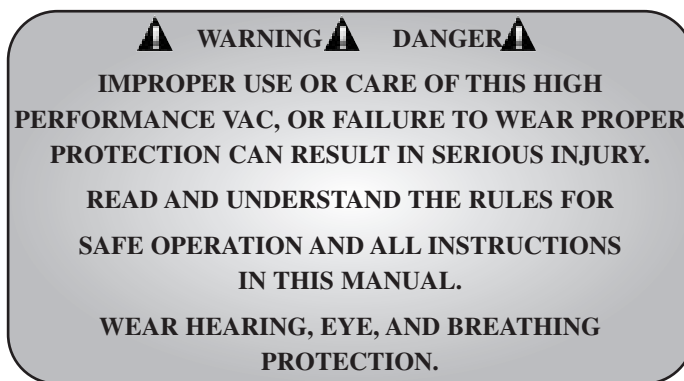 WARNING DANGER
IMPROPER USE OR CARE OF THIS HIGH
PERFORMANCE VAC, OR FAILURE TO WEAR PROPER
PROTECTION CAN RESULT IN SERIOUS INJURY.
READ AND UNDERSTAND THE RULES FOR
SAFE OPERATION AND ALL INSTRUCTIONS
IN THIS MANUAL.
WEAR HEARING, EYE, AND BREATHING
PROTECTION.